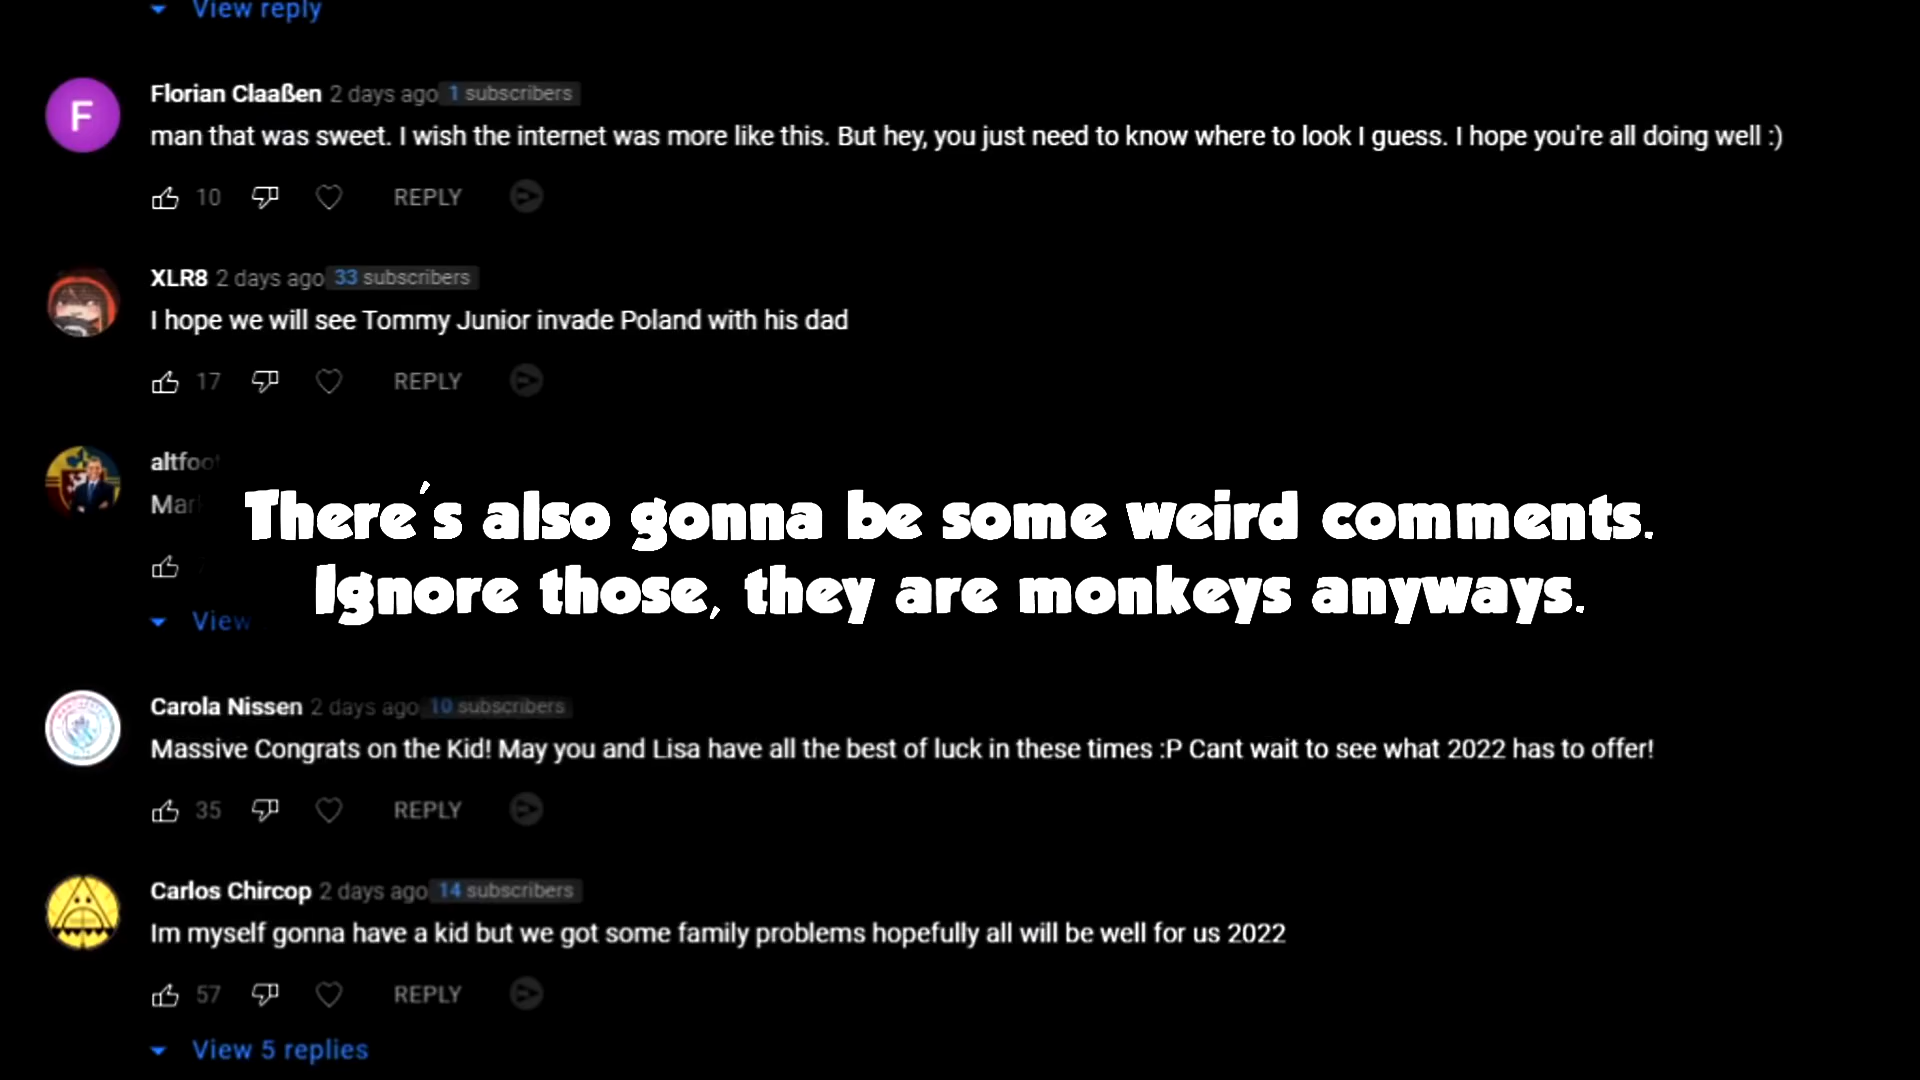 View reply
F
Florian Claaßen 2 days ago 1 subscribers
man that was sweet. I wish the internet was more like this. But hey, you just need to know where to look I guess. I hope you're all doing well :)
10 REPLY
XLR8 2 days ago 33 subscribers
I hope we will see Tommy Junior invade Poland with his dad
17 REPLY
altfoot
Mar
There's also gonna be some weird comments.
Ignore those, they are monkeys anyways.
View
Carola Nissen 2 days ago 10 subscribers
Massive Congrats on the Kid! May you and Lisa have all the best of luck in these times :P Cant wait to see what 2022 has to offer!
35 REPLY
Carlos Chircop 2 days ago 14 subscribers
Im myself gonna have a kid but we got some family problems hopefully all will be well for us 2022
57 REPLY
View 5 replies